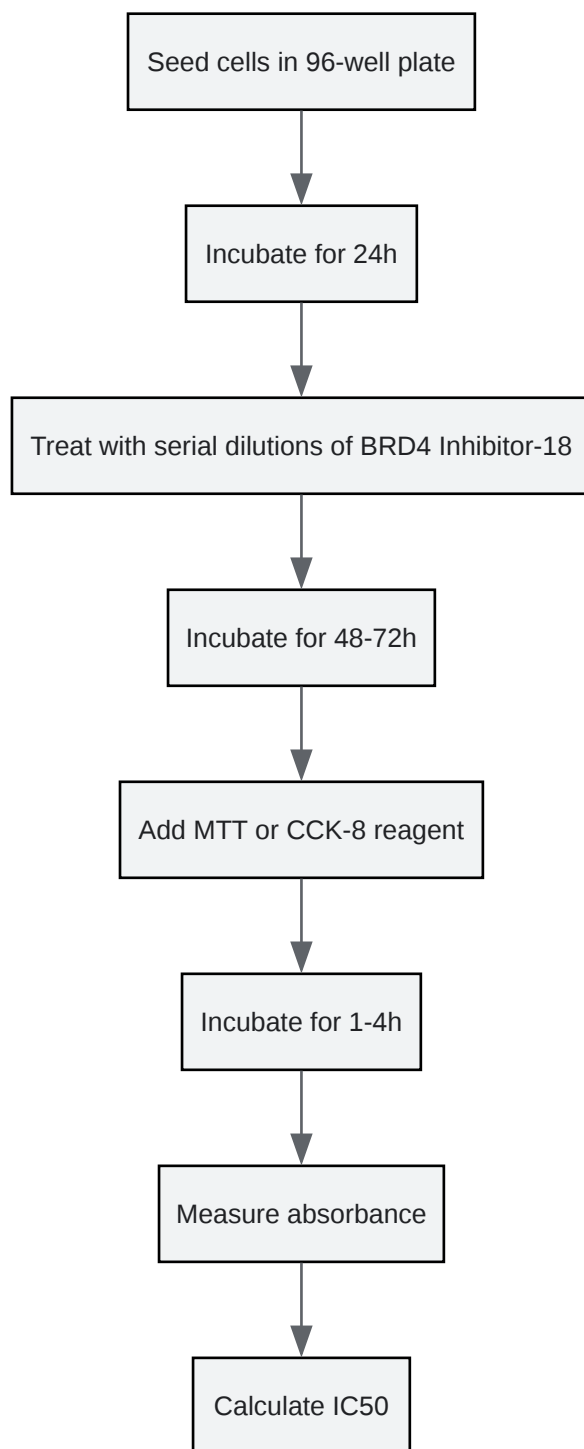 Seed cells in 96-well plate
Incubate for 24h
Treat with serial dilutions of BRD4 Inhibitor-18
Incubate for 48-72h
Add MTT or CCK-8 reagent
Incubate for 1-4h
Measure absorbance
Calculate IC50